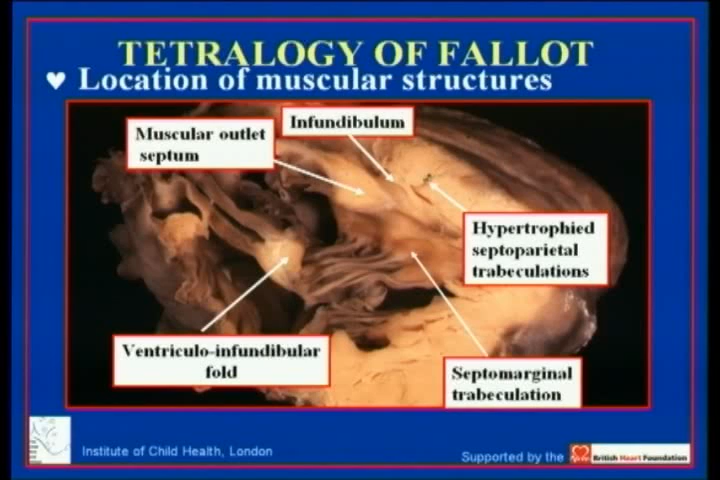 TETRALOGY OF FALLOT
♥ Location of muscular structures
Infundibulum
Muscular outlet
septum
Hypertrophied
septoparietal
trabeculations
Ventriculo-infundibular
fold
Septomarginal
trabeculation
Institute of Child Health, London
Supported by the
British Heart Foundation